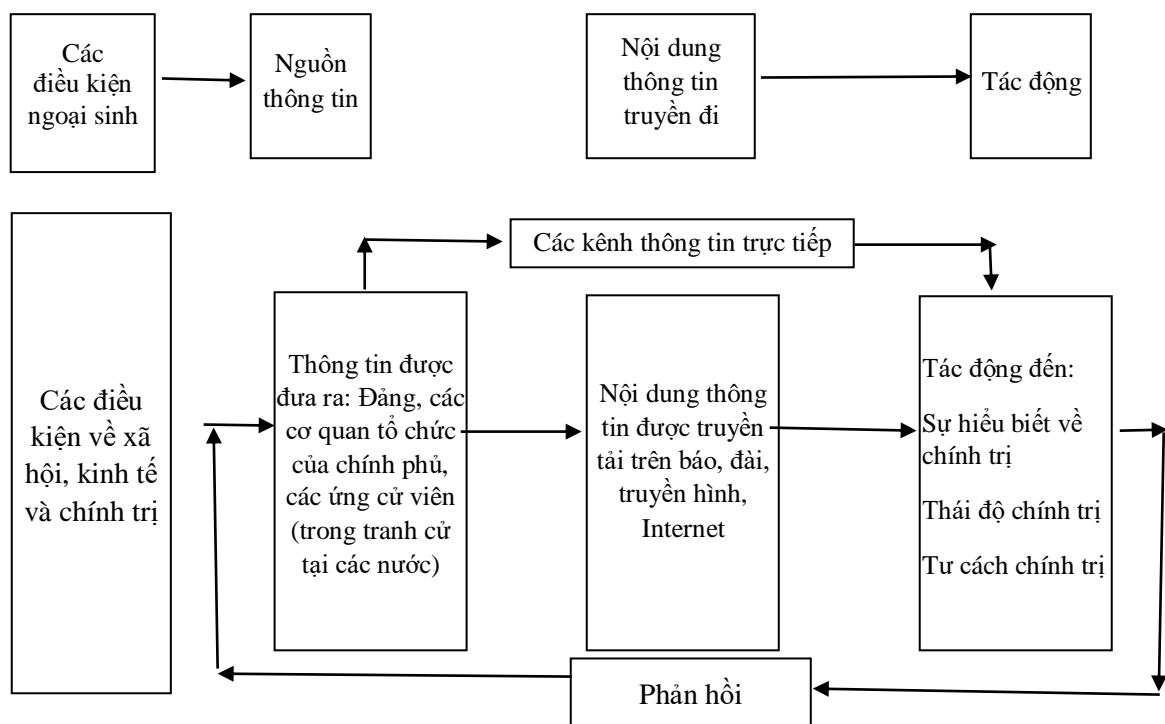 Các
điều kiện
ngoại sinh
Nguồn
thông tin
Nội dung
thông tin
truyền đi
Tác động
Các kênh thông tin trực tiếp
Các điều
kiện về xã
hội, kinh tế
và chính trị
Thông tin được
đưa ra: Đảng, các
cơ quan tổ chức
của chính phủ,
các ứng cử viên
(trong tranh cử
tại các nước)
Nội dung thông
tin được truyền
tải trên báo, đài,
truyền hình,
Internet
Tác động đến:
Sự hiểu biết về
chính trị
Thái độ chính trị
Tư cách chính trị
Phản hồi